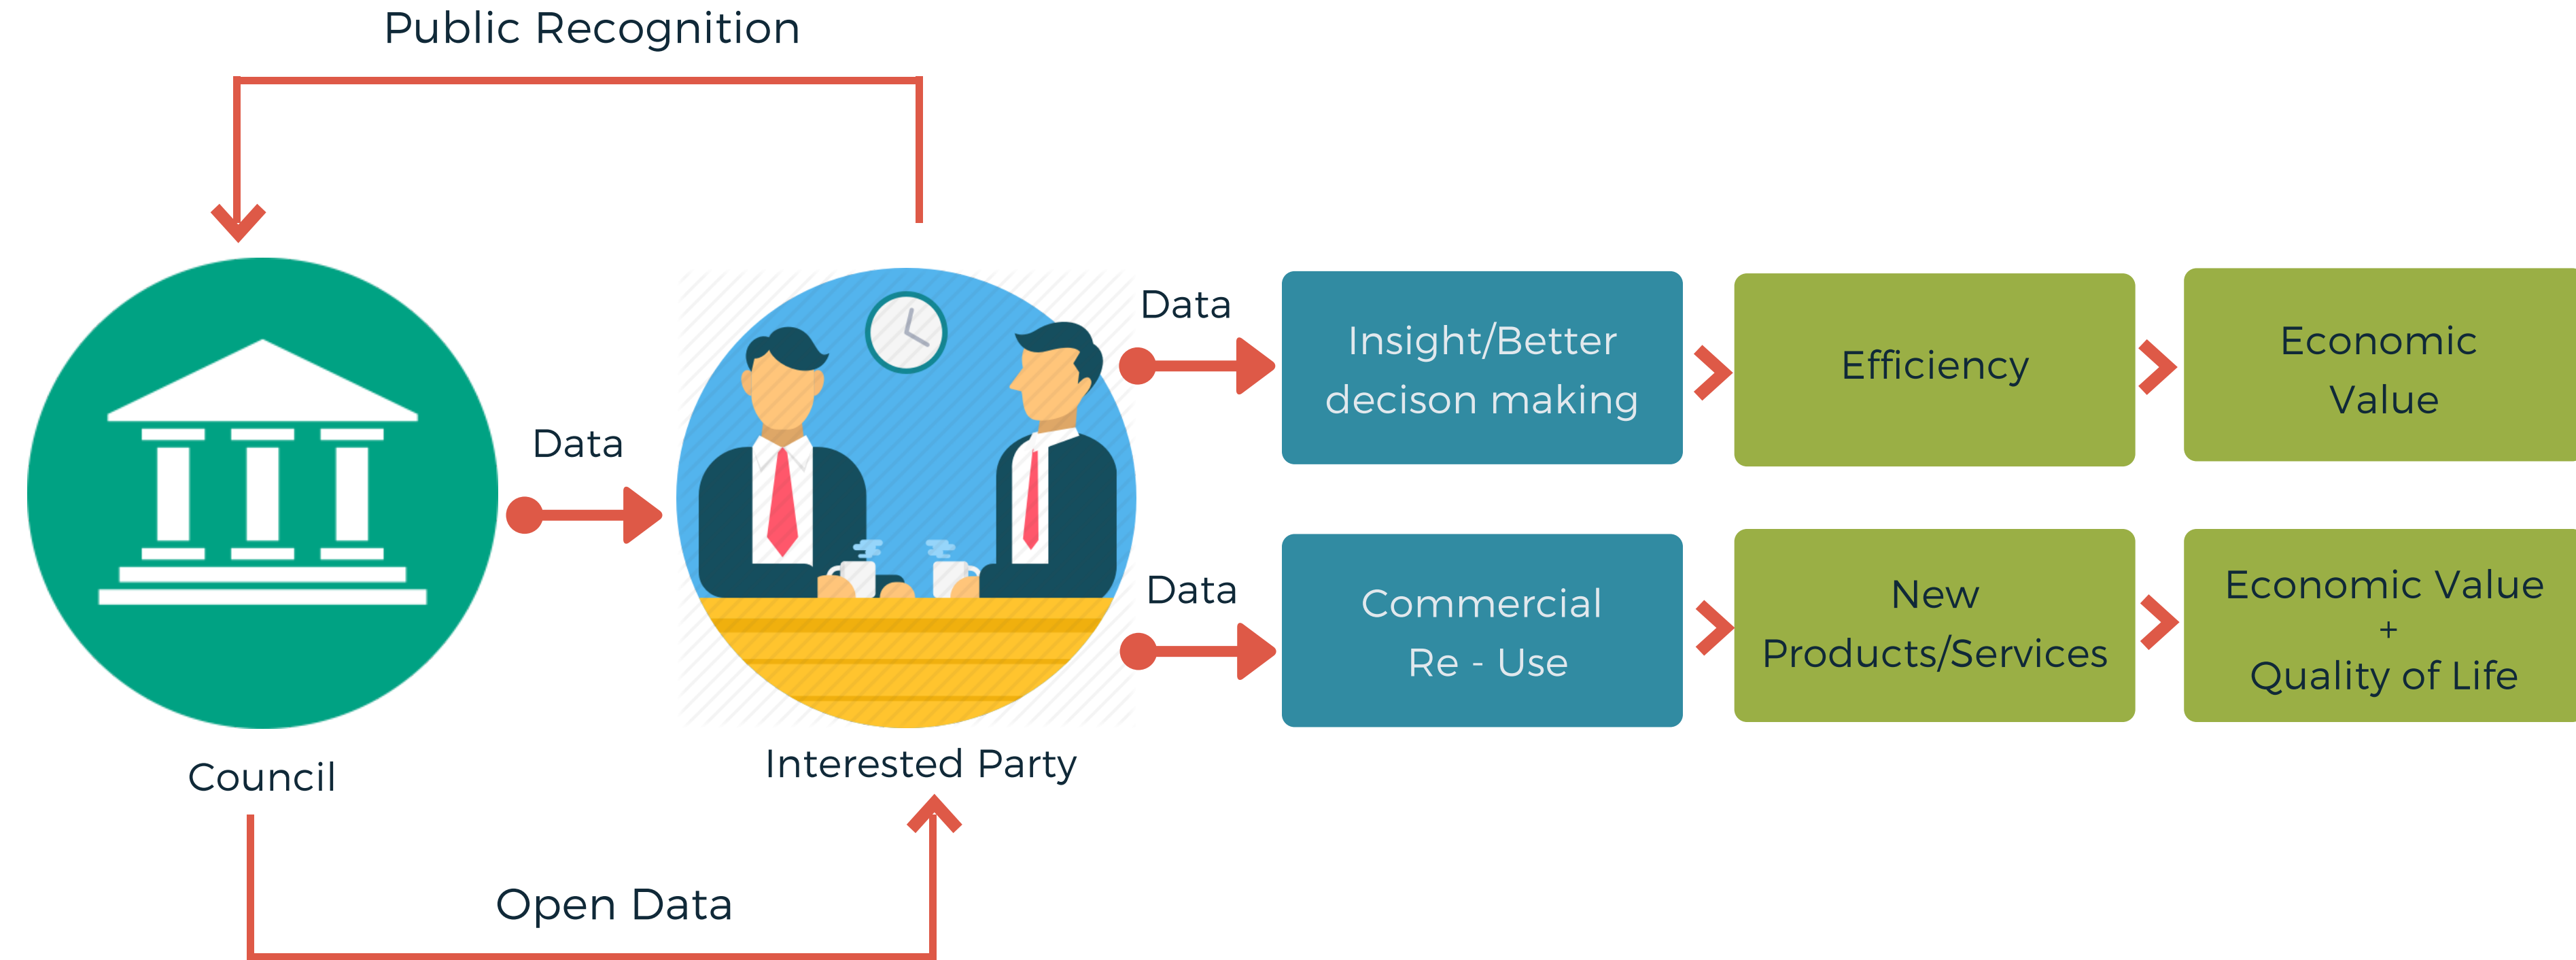 Public Recognition
Data
Data
Insight/Better
decison making
Efficiency
Economic
Value
Data
Commercial
Re - Use
New
Products/Services
Economic Value
+
Quality of Life
Council
Interested Party
Open Data